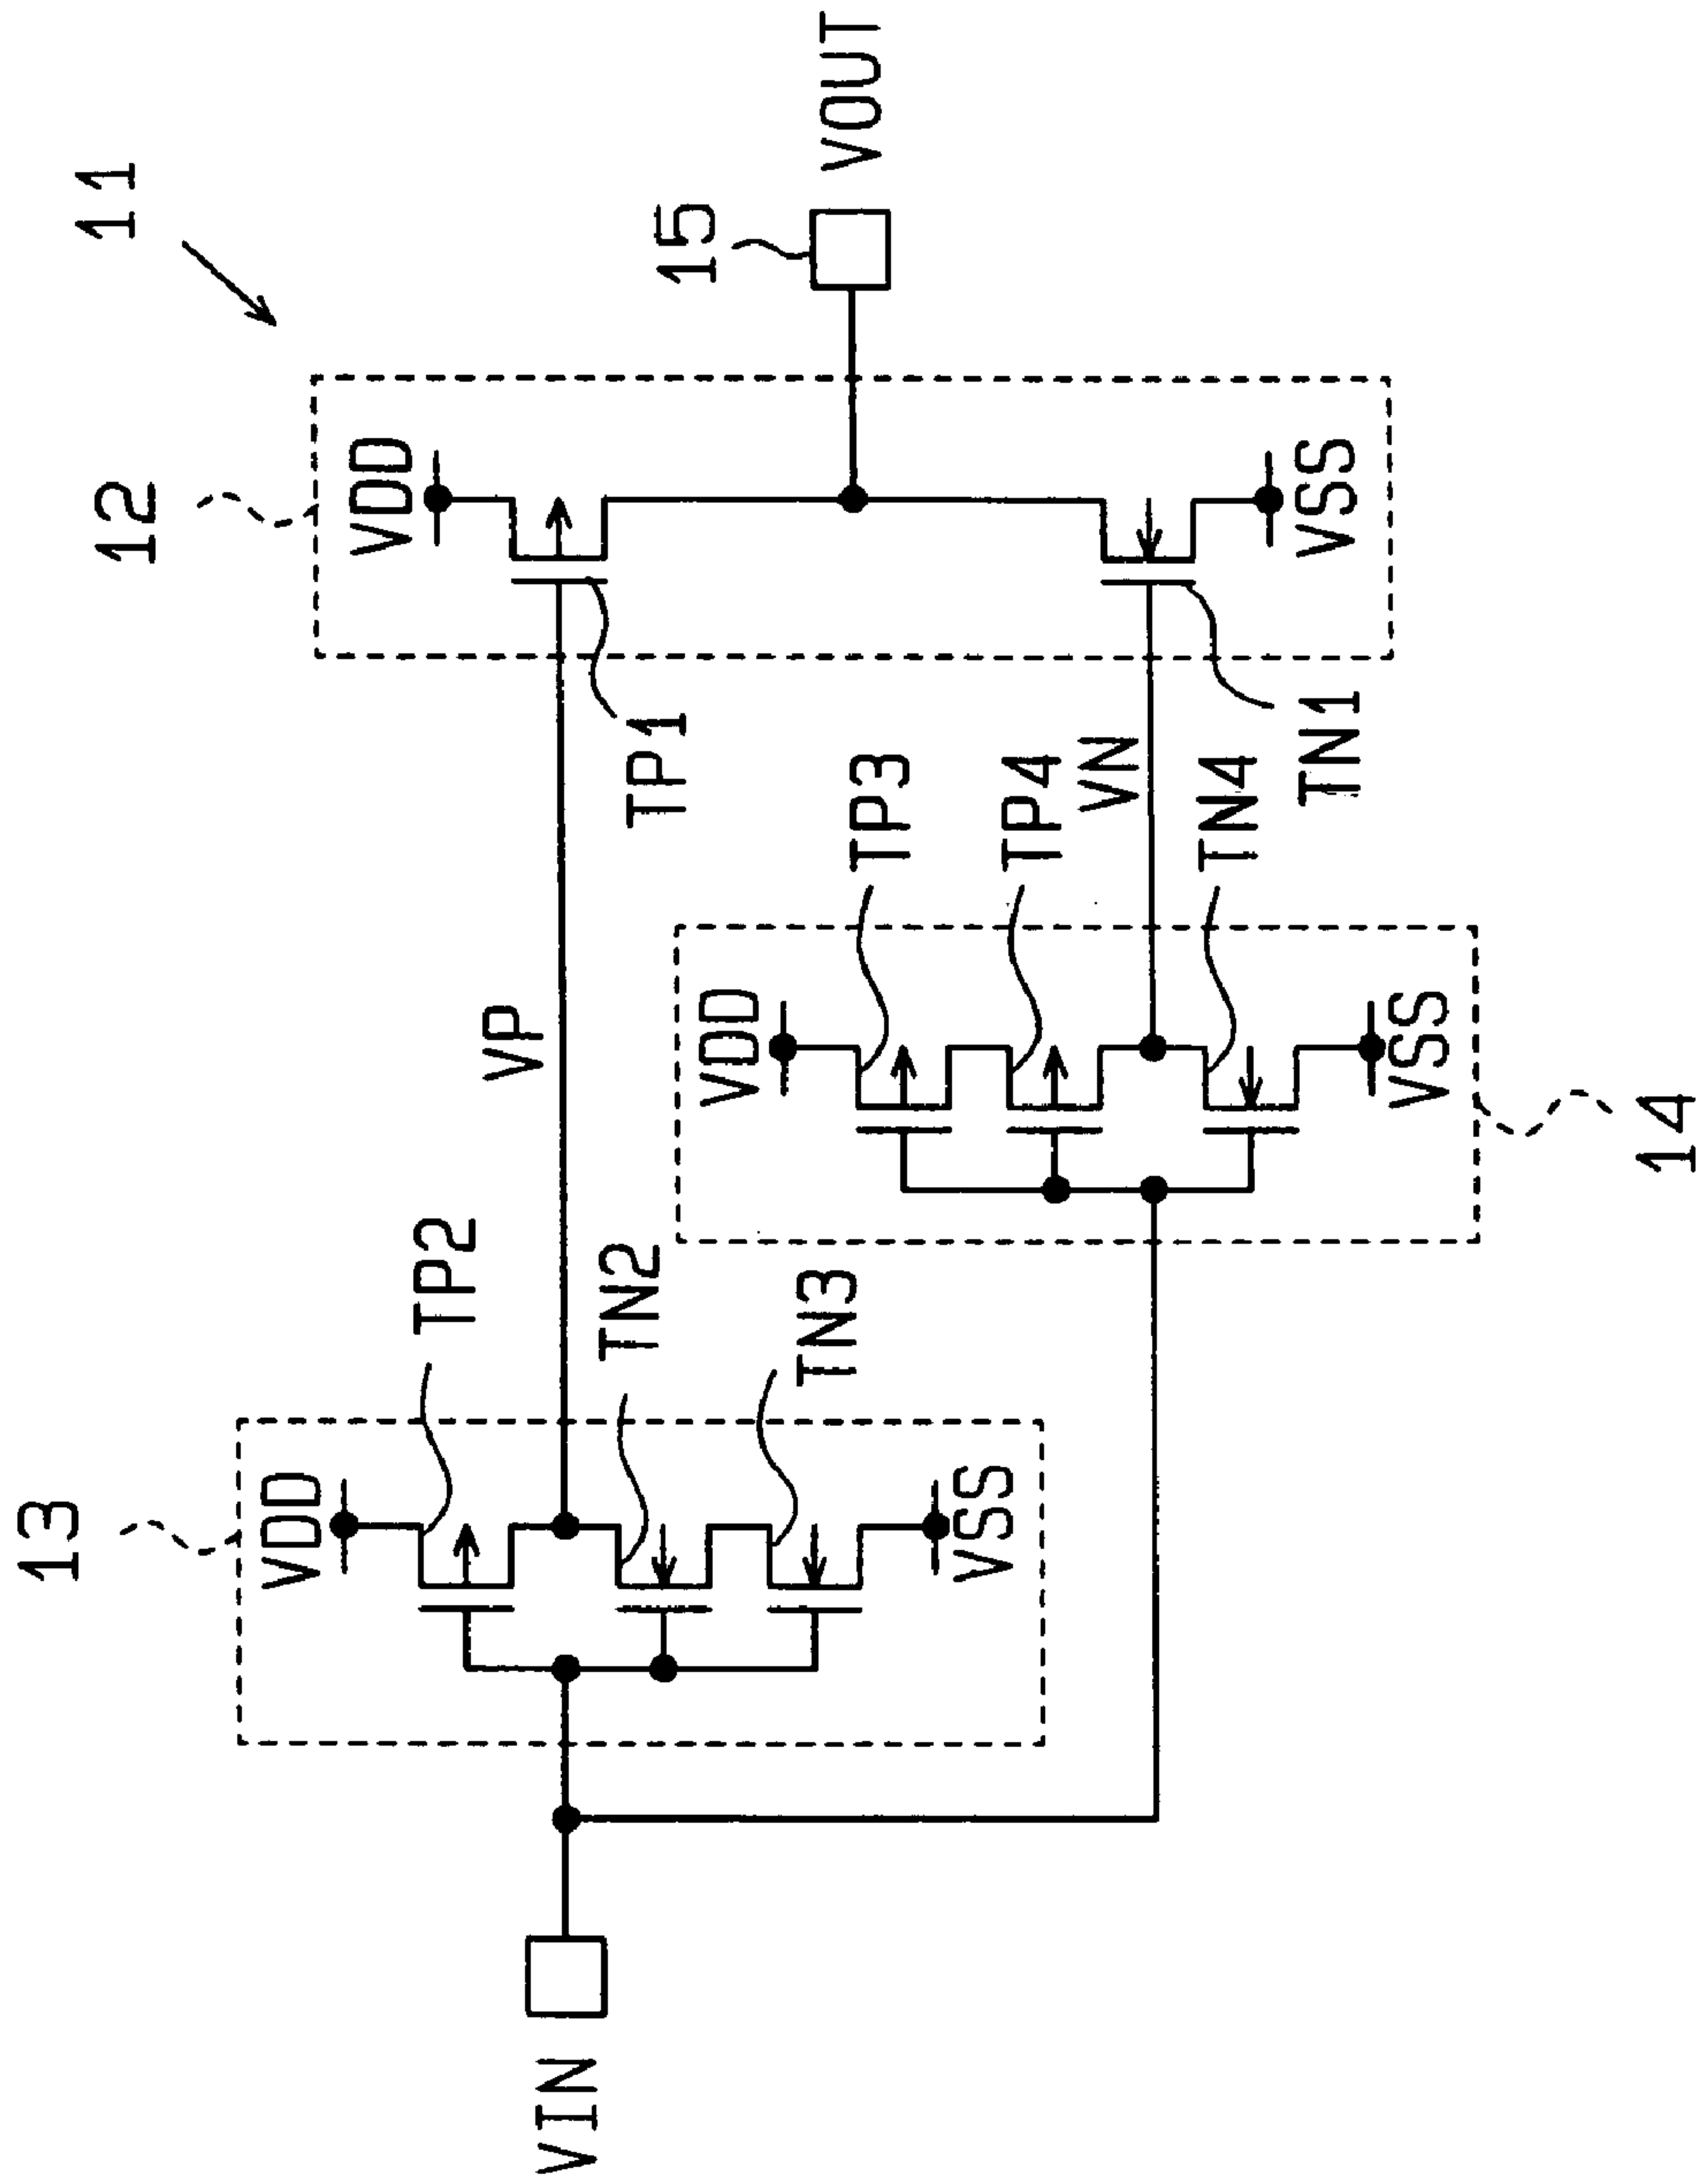 11
12
VDD
15
VOUT
VP
TP1
13
VDD
TP2
TN2
TN3
VSS
VDD
TP3
TP4
VN
TN4
TN1
VSS
VSS
14
VIN